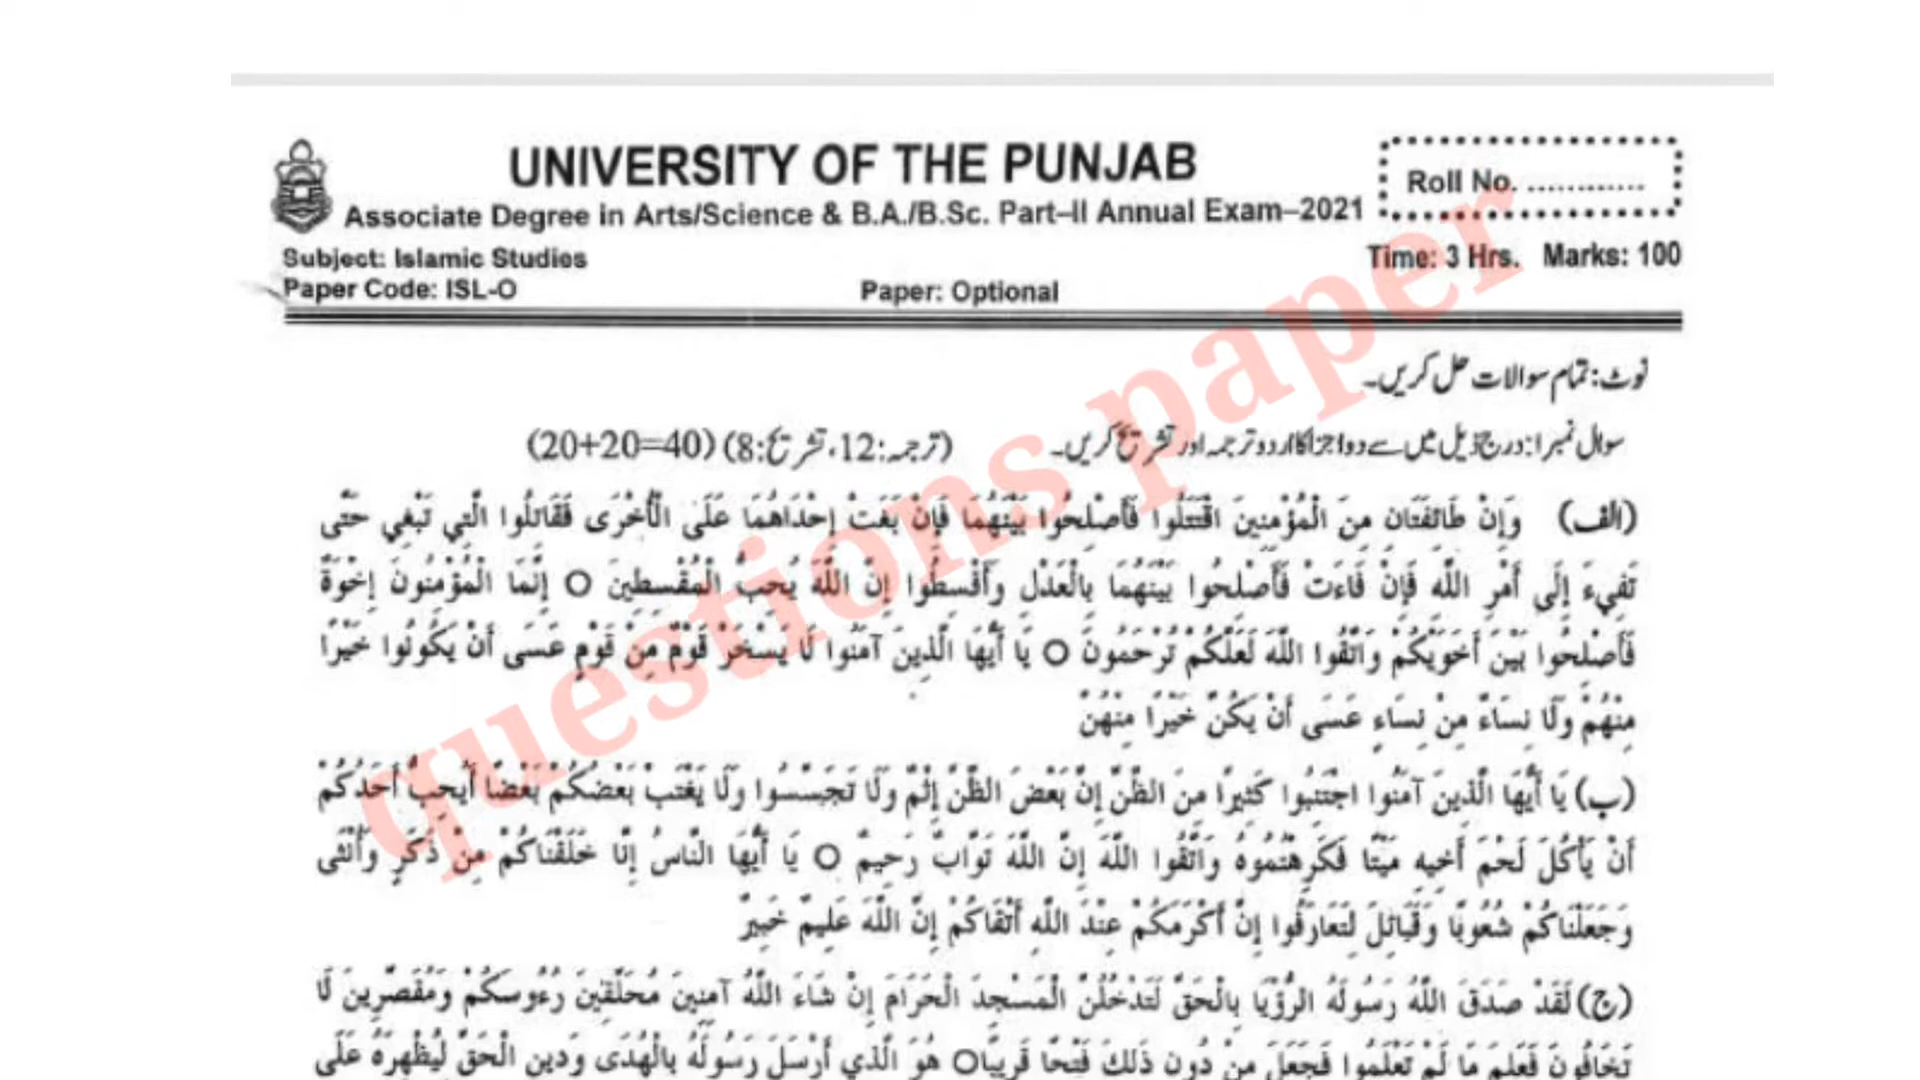 UNIVERSITY OF THE PUNJAB
Roll No. ............
Associate Degree in Arts/Science & B.A./B.Sc. Part–II Annual Exam–2021
Subject: Islamic Studies
Time: 3 Hrs. Marks: 100
Paper Code: ISL-O
Paper: Optional
نوٹ: تمام سوالات حل کریں۔
سوال نمبر ا: درج ذیل میں سے دو اجزا کا اردو ترجمہ اور تشریح کریں۔ (ترجمہ:12، تشریح:8) (20+20=40)
(الف) وَإِنْ طَائِفَتَانِ مِنَ الْمُؤْمِنِينَ اقْتَتَلُوا فَأَصْلِحُوا بَيْنَهُمَا فَإِنْ بَغَتْ إِحْدَاهُمَا عَلَى الْأُخْرَى فَقَاتِلُوا الَّتِي تَبْغِي حَتَّى
تَفِيءَ إِلَى أَمْرِ اللَّهِ فَإِنْ فَاءَتْ فَأَصْلِحُوا بَيْنَهُمَا بِالْعَدْلِ وَأَقْسِطُوا إِنَّ اللَّهَ يُحِبُّ الْمُقْسِطِينَ O إِنَّمَا الْمُؤْمِنُونَ إِخْوَةٌ
فَأَصْلِحُوا بَيْنَ أَخَوَيْكُمْ وَاتَّقُوا اللَّهَ لَعَلَّكُمْ تُرْحَمُونَ O يَا أَيُّهَا الَّذِينَ آمَنُوا لَا يَسْخَرْ قَوْمٌ مِنْ قَوْمٍ عَسَى أَنْ يَكُونُوا خَيْرًا
مِنْهُمْ وَلَا نِسَاءٌ مِنْ نِسَاءٍ عَسَى أَنْ يَكُنَّ خَيْرًا مِنْهُنَّ
(ب) يَا أَيُّهَا الَّذِينَ آمَنُوا اجْتَنِبُوا كَثِيرًا مِنَ الظَّنِّ إِنَّ بَعْضَ الظَّنِّ إِثْمٌ وَلَا تَجَسَّسُوا وَلَا يَغْتَبْ بَعْضُكُمْ بَعْضًا أَيُحِبُّ أَحَدُكُمْ
أَنْ يَأْكُلَ لَحْمَ أَخِيهِ مَيْتًا فَكَرِهْتُمُوهُ وَاتَّقُوا اللَّهَ إِنَّ اللَّهَ تَوَّابٌ رَحِيمٌ O يَا أَيُّهَا النَّاسُ إِنَّا خَلَقْنَاكُمْ مِنْ ذَكَرٍ وَأُنْثَى
وَجَعَلْنَاكُمْ شُعُوبًا وَقَبَائِلَ لِتَعَارَفُوا إِنَّ أَكْرَمَكُمْ عِنْدَ اللَّهِ أَتْقَاكُمْ إِنَّ اللَّهَ عَلِيمٌ خَبِيرٌ
(ج) لَقَدْ صَدَقَ اللَّهُ رَسُولَهُ الرُّؤْيَا بِالْحَقِّ لَتَدْخُلُنَّ الْمَسْجِدَ الْحَرَامَ إِنْ شَاءَ اللَّهُ آمِنِينَ مُحَلِّقِينَ رُءُوسَكُمْ وَمُقَصِّرِينَ لَا
تَخَافُونَ فَعَلِمَ مَا لَمْ تَعْلَمُوا فَجَعَلَ مِنْ دُونِ ذَلِكَ فَتْحًا قَرِيبًا O هُوَ الَّذِي أَرْسَلَ رَسُولَهُ بِالْهُدَى وَدِينِ الْحَقِّ لِيُظْهِرَهُ عَلَى
questions paper